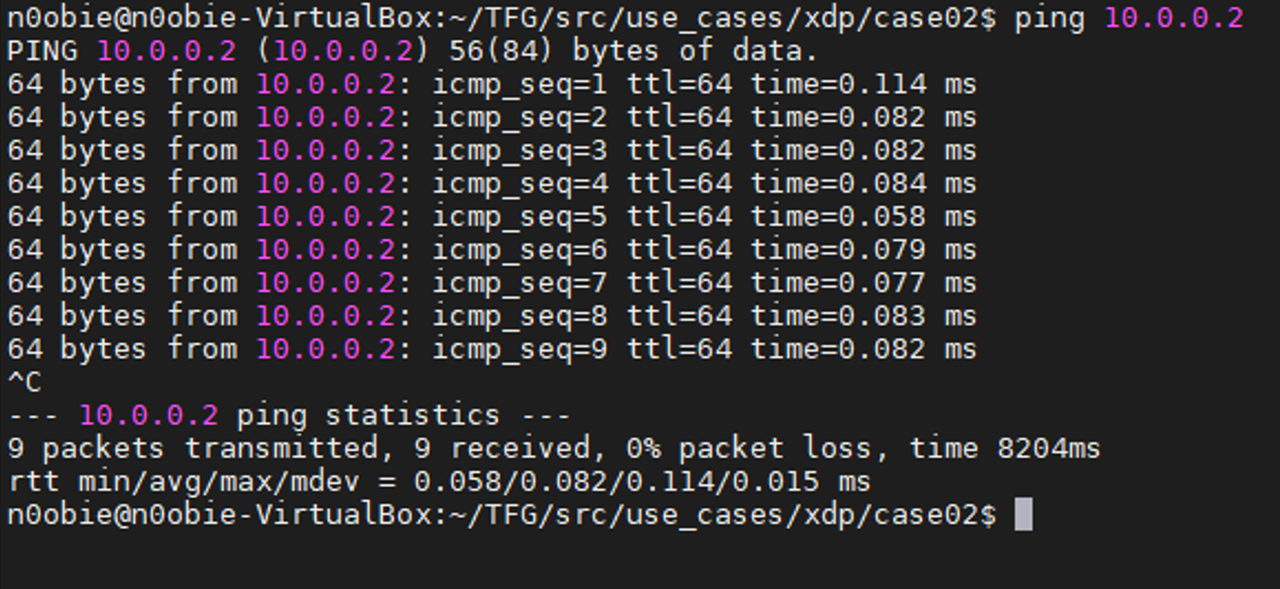 n0obie@n0obie-VirtualBox:~/TFG/src/use_cases/xdp/case02$ ping 10.0.0.2
PING 10.0.0.2 (10.0.0.2) 56(84) bytes of data.
64 bytes from 10.0.0.2: icmp_seq=1 ttl=64 time=0.114 ms
64 bytes from 10.0.0.2: icmp_seq=2 ttl=64 time=0.082 ms
64 bytes from 10.0.0.2: icmp_seq=3 ttl=64 time=0.082 ms
64 bytes from 10.0.0.2: icmp_seq=4 ttl=64 time=0.084 ms
64 bytes from 10.0.0.2: icmp_seq=5 ttl=64 time=0.058 ms
64 bytes from 10.0.0.2: icmp_seq=6 ttl=64 time=0.079 ms
64 bytes from 10.0.0.2: icmp_seq=7 ttl=64 time=0.077 ms
64 bytes from 10.0.0.2: icmp_seq=8 ttl=64 time=0.083 ms
64 bytes from 10.0.0.2: icmp_seq=9 ttl=64 time=0.082 ms
^C
--- 10.0.0.2 ping statistics ---
9 packets transmitted, 9 received, 0% packet loss, time 8204ms
rtt min/avg/max/mdev = 0.058/0.082/0.114/0.015 ms
n0obie@n0obie-VirtualBox:~/TFG/src/use_cases/xdp/case02$